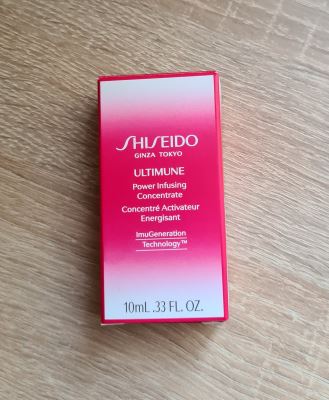 SHISEIDO
GINZA TOKYO
ULTIMUNE
Power Infusing
Concentrate
Concentré Activateur
Energisant
ImuGeneration
Technology™
10mL .33 FL. OZ.